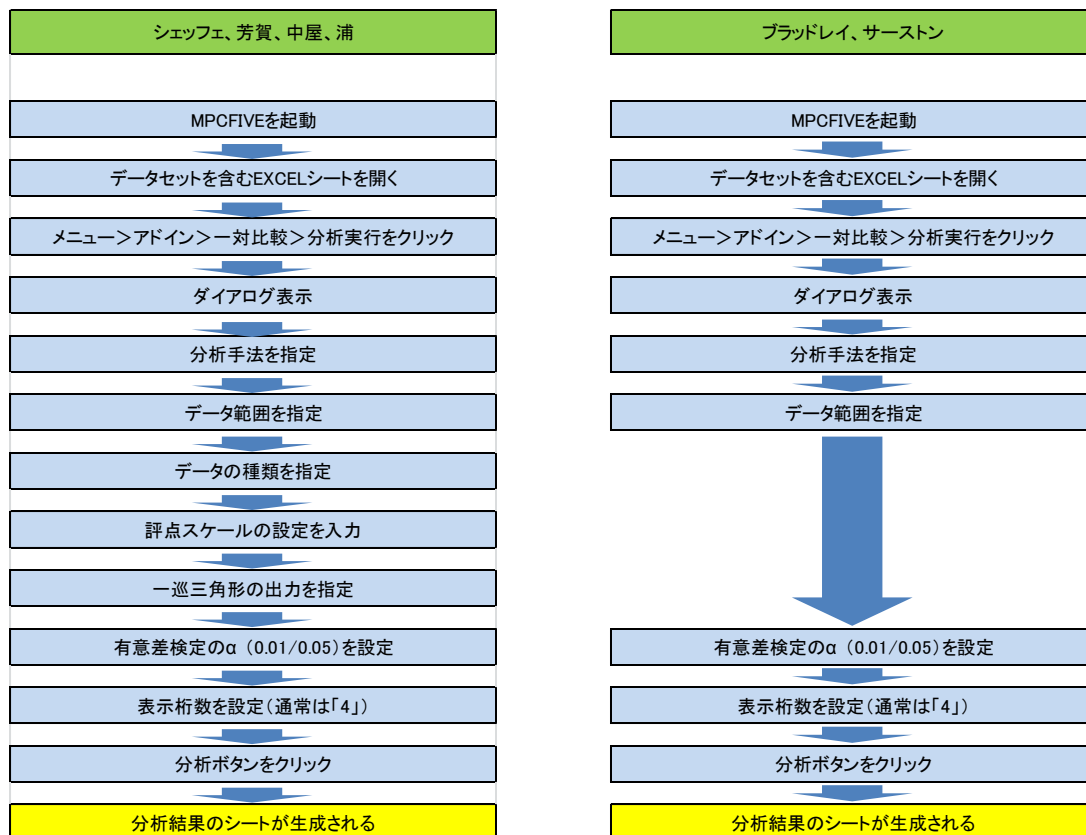 シェッフェ、芳賀、中屋、浦
MPCFIVEを起動
データセットを含むEXCELシートを開く
メニュー＞アドイン＞一対比較＞分析実行をクリック
ダイアログ表示
分析手法を指定
データ範囲を指定
データの種類を指定
評点スケールの設定を入力
一巡三角形の出力を指定
有意差検定のα （0.01/0.05）を設定
表示桁数を設定（通常は「4」）
分析ボタンをクリック
分析結果のシートが生成される
ブラッドレイ、サーストン
MPCFIVEを起動
データセットを含むEXCELシートを開く
メニュー＞アドイン＞一対比較＞分析実行をクリック
ダイアログ表示
分析手法を指定
データ範囲を指定
有意差検定のα （0.01/0.05）を設定
表示桁数を設定（通常は「4」）
分析ボタンをクリック
分析結果のシートが生成される